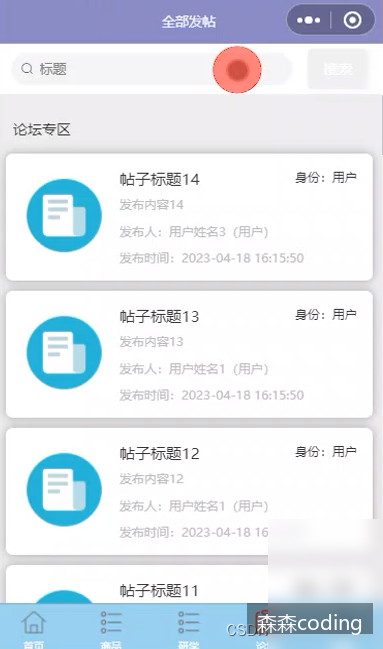 全部发帖
标题
搜索
论坛专区
帖子标题14
身份：用户
发布内容14
发布人：用户姓名3（用户）
发布时间：2023-04-18 16:15:50
帖子标题13
身份：用户
发布内容13
发布人：用户姓名1（用户）
发布时间：2023-04-18 16:15:50
帖子标题12
身份：用户
发布内容12
发布人：用户姓名1（用户）
发布时间：2023-04-18 16:15:50
帖子标题11
首页
商品
研学
森森coding